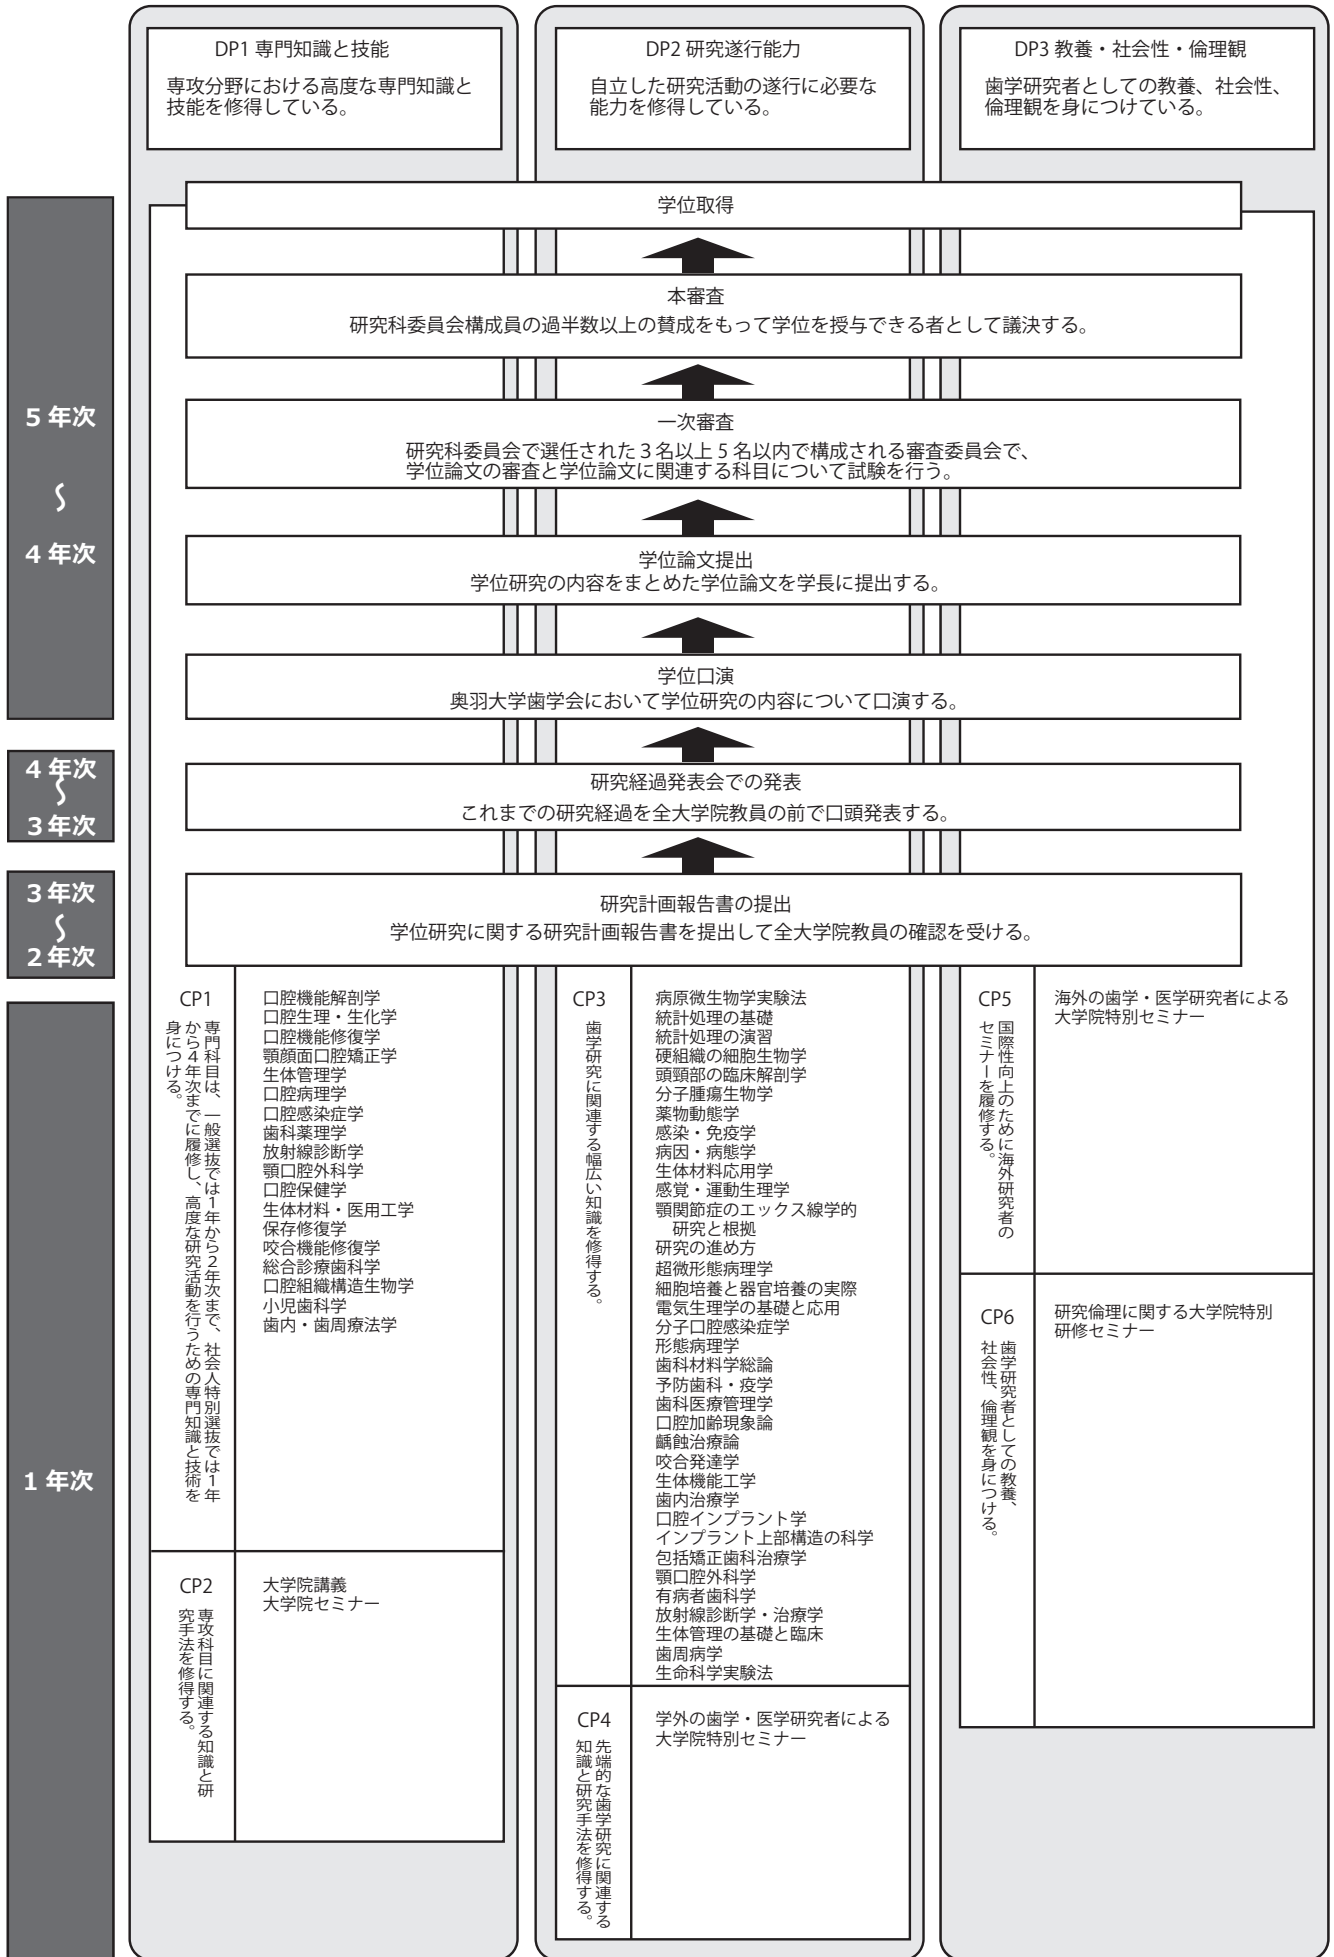 DP1 専門知識と技能
専攻分野における高度な専門知識と
技能を修得している。
DP2 研究遂行能力
自立した研究活動の遂行に必要な
能力を修得している。
DP3 教養・社会性・倫理観
歯学研究者としての教養、社会性、
倫理観を身につけている。
5 年次
〜
4 年次
学位取得
本審査
研究科委員会構成員の過半数以上の賛成をもって学位を授与できる者として議決する。
一次審査
研究科委員会で選任された 3 名以上 5 名以内で構成される審査委員会で、
学位論文の審査と学位論文に関連する科目について試験を行う。
学位論文提出
学位研究の内容をまとめた学位論文を学長に提出する。
学位口演
奥羽大学歯学会において学位研究の内容について口演する。
4 年次
〜
3 年次
研究経過発表会での発表
これまでの研究経過を全大学院教員の前で口頭発表する。
3 年次
〜
2 年次
研究計画報告書の提出
学位研究に関する研究計画報告書を提出して全大学院教員の確認を受ける。
1 年次
CP1
専門科目は、一般選抜では1年から2年次まで、社会人特別選抜では1年
から4年次までに履修し、高度な研究活動を行うための専門知識と技術を
身につける。
口腔機能解剖学
口腔生理・生化学
口腔機能修復学
顎顔面口腔矯正学
生体管理学
口腔病理学
口腔感染症学
歯科薬理学
放射線診断学
顎口腔外科学
口腔保健学
生体材料・医用工学
保存修復学
咬合機能修復学
総合診療歯科学
口腔組織構造生物学
小児歯科学
歯内・歯周療法学
CP2
専攻科目に関連する知識と研
究手法を修得する。
大学院講義
大学院セミナー
CP3
歯学研究に関連する幅広い知識を修得する。
病原微生物学実験法
統計処理の基礎
統計処理の演習
硬組織の細胞生物学
頭頸部の臨床解剖学
分子腫瘍生物学
薬物動態学
感染・免疫学
病因・病態学
生体材料応用学
感覚・運動生理学
顎関節症のエックス線学的
研究と根拠
研究の進め方
超微形態病理学
細胞培養と器官培養の実際
電気生理学の基礎と応用
分子口腔感染症学
形態病理学
歯科材料学総論
予防歯科・疫学
歯科医療管理学
口腔加齢現象論
齲蝕治療論
咬合発達学
生体機能工学
歯内治療学
口腔インプラント学
インプラント上部構造の科学
包括矯正歯科治療学
顎口腔外科学
有病者歯科学
放射線診断学・治療学
生体管理の基礎と臨床
歯周病学
生命科学実験法
CP4
先端的な歯学研究に関連する
知識と研究手法を修得する。
学外の歯学・医学研究者による
大学院特別セミナー
CP5
国際性向上のために海外研究者の
セミナーを履修する。
海外の歯学・医学研究者による
大学院特別セミナー
CP6
歯学研究者としての教養、
社会性、倫理観を身につける。
研究倫理に関する大学院特別
研修セミナー